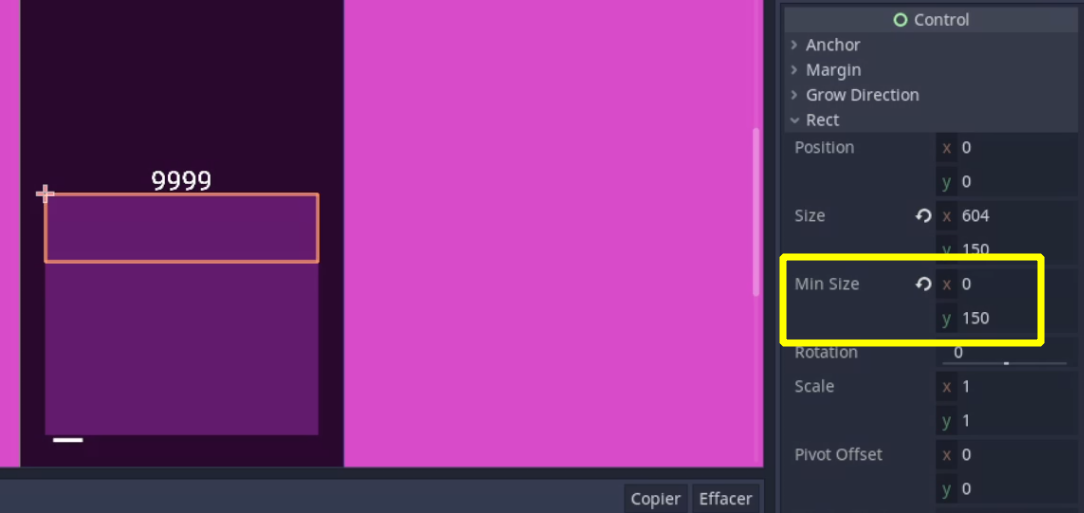 9999
Copier Effacer
Control
Anchor
Margin
Grow Direction
Rect
Position x 0
y 0
Size x 604
y 150
Min Size x 0
y 150
Rotation 0
Scale x 1
y 1
Pivot Offset x 0
y 0